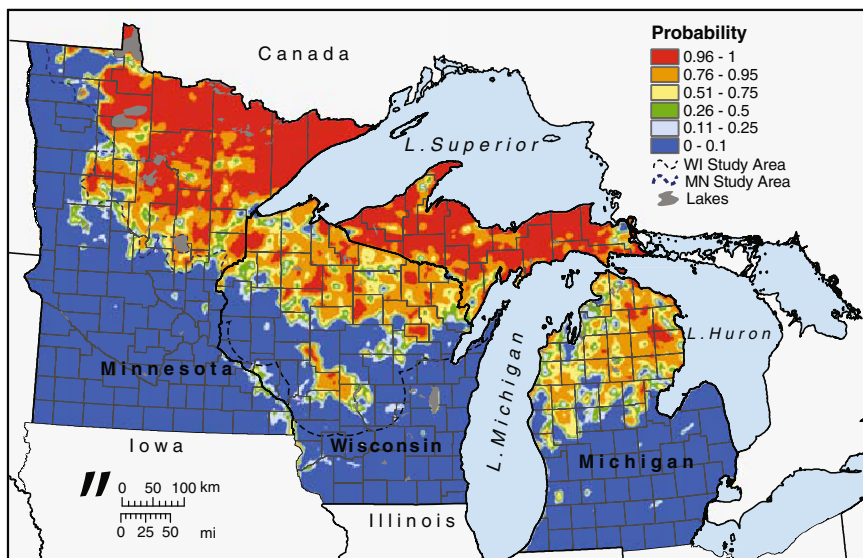 Canada
Probability
0.96 - 1
0.76 - 0.95
0.51 - 0.75
0.26 - 0.5
0.11 - 0.25
0 - 0.1
WI Study Area
MN Study Area
Lakes
L.Superior
L.Huron
L.Michigan
Minnesota
Wisconsin
Michigan
Iowa
Illinois
0 50 100 km
0 25 50 mi